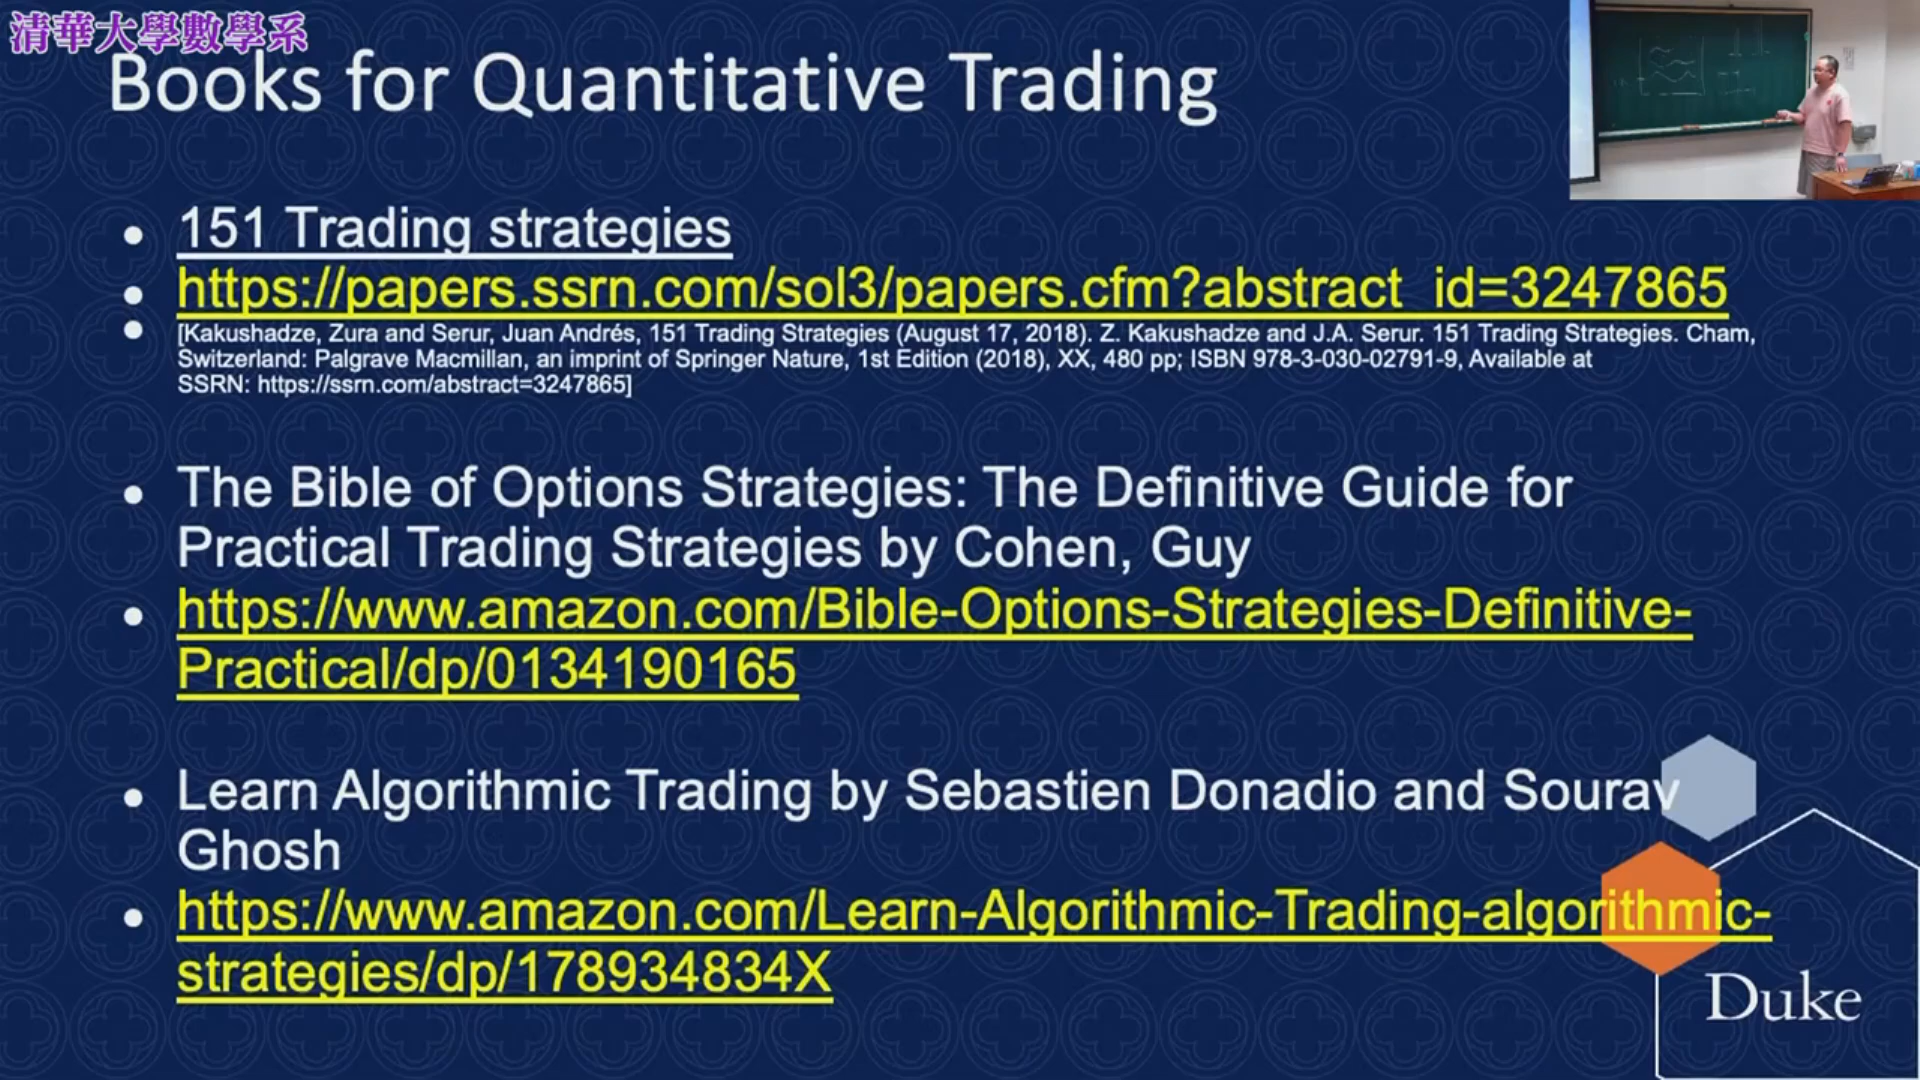 清華大學數學系
Books for Quantitative Trading
151 Trading strategies
https://papers.ssrn.com/sol3/papers.cfm?abstract_id=3247865
[Kakushadze, Zura and Serur, Juan Andrés, 151 Trading Strategies (August 17, 2018). Z. Kakushadze and J.A. Serur. 151 Trading Strategies. Cham,
Switzerland: Palgrave Macmillan, an imprint of Springer Nature, 1st Edition (2018), XX, 480 pp; ISBN 978-3-030-02791-9, Available at
SSRN: https://ssrn.com/abstract=3247865]
The Bible of Options Strategies: The Definitive Guide for
Practical Trading Strategies by Cohen, Guy
https://www.amazon.com/Bible-Options-Strategies-Definitive-
Practical/dp/0134190165
Learn Algorithmic Trading by Sebastien Donadio and Sourav
Ghosh
https://www.amazon.com/Learn-Algorithmic-Trading-algorithmic-
strategies/dp/178934834X
Duke